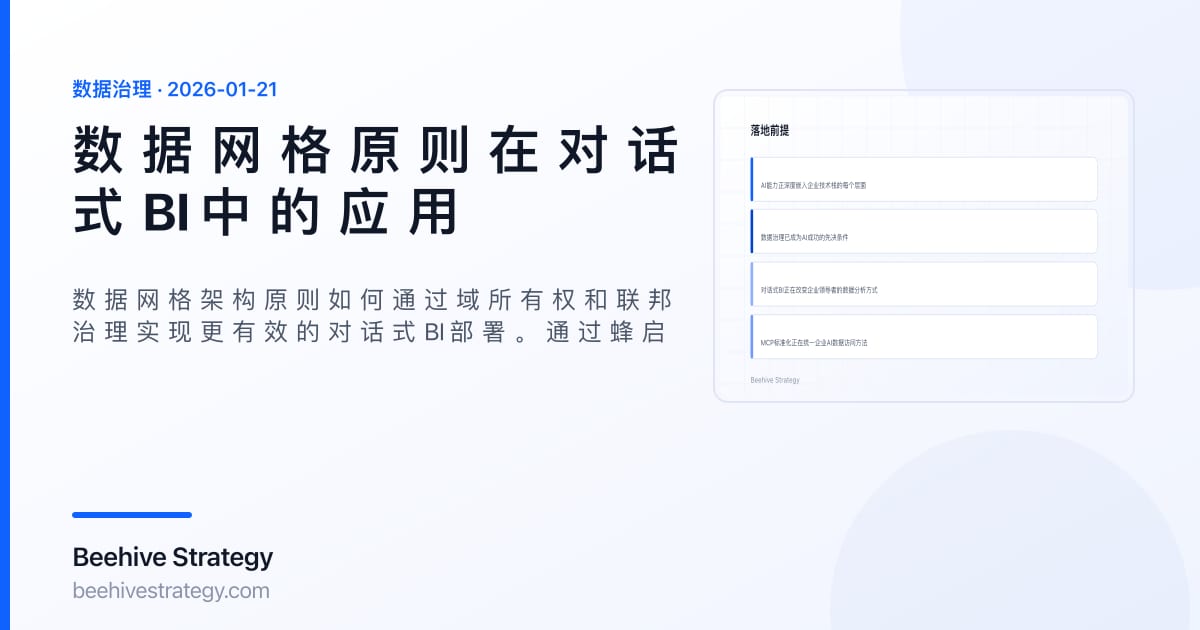 数据治理 · 2026-01-21
数据网格原则在对话
式BI中的应用
数据网格架构原则如何通过域所有权和联邦
治理实现更有效的对话式BI部署。通过蜂启
Beehive Strategy
beehivestrategy.com
落地前提
AI能力正深度嵌入企业技术栈的每个层面
数据治理已成为AI成功的先决条件
对话式BI正在改变企业领导者的数据分析方式
MCP标准化正在统一企业AI数据访问方法
Beehive Strategy